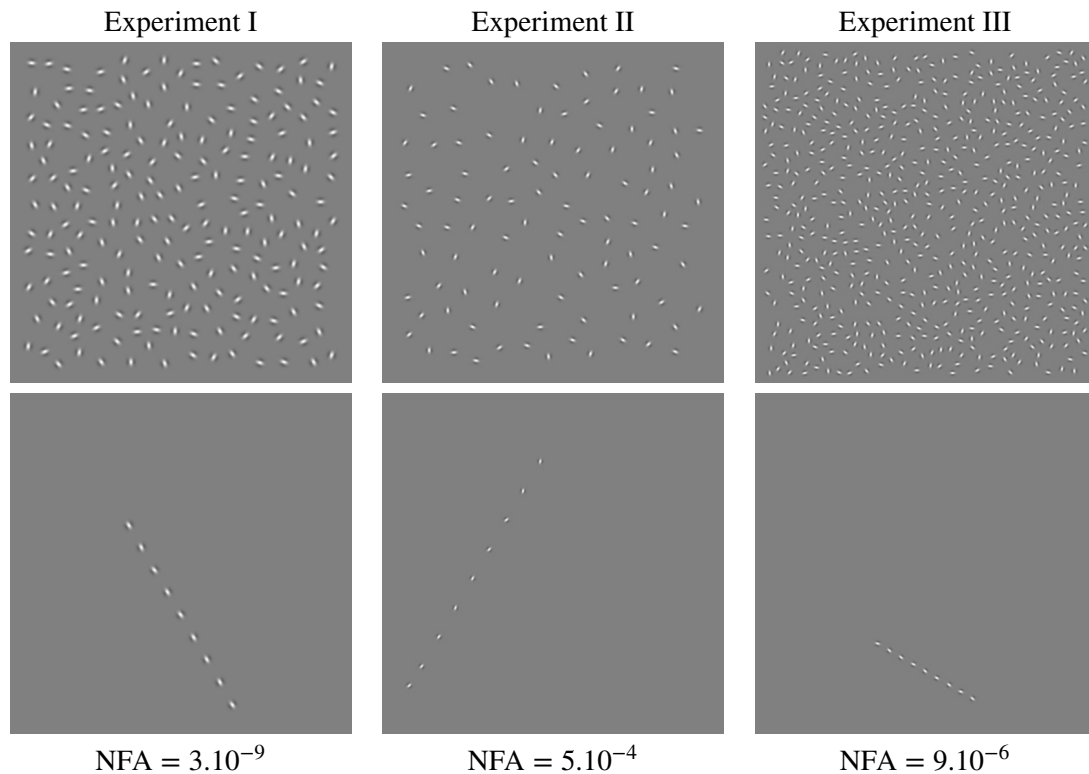 Experiment I Experiment II Experiment III
NFA = 3.10⁻⁹ NFA = 5.10⁻⁴ NFA = 9.10⁻⁶